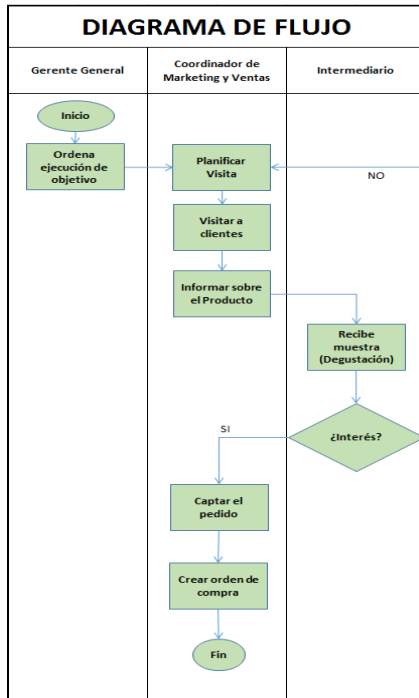 DIAGRAMA DE FLUJO
Gerente General
Coordinador de
Marketing y Ventas
Intermediario
Inicio
Ordena
ejecución de
objetivo
Planificar
Visita
NO
Visitar a
clientes
Informar sobre
el Producto
Recibe
muestra
(Degustación)
¿Interés?
SI
Captar el
pedido
Crear orden de
compra
Fin